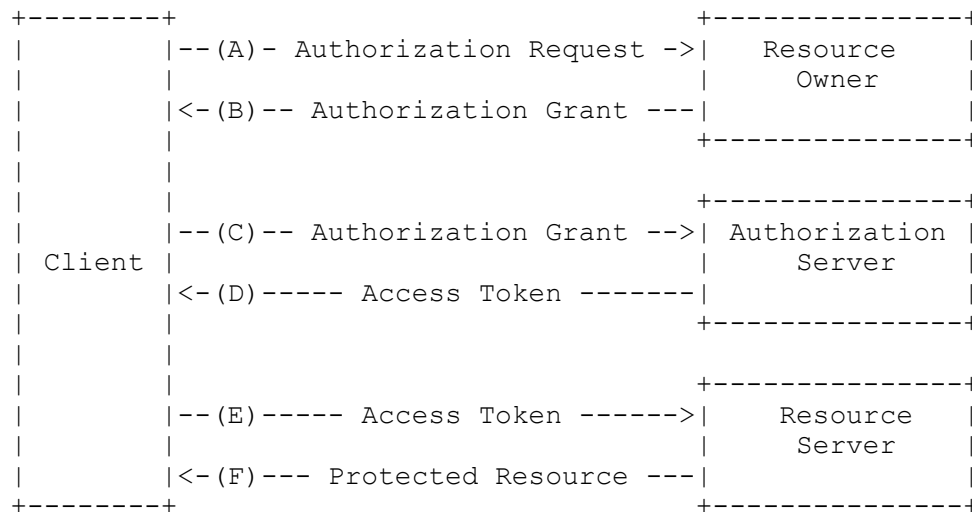 +--------+                               +---------------+
|        |--(A)- Authorization Request ->|   Resource    |
|        |                               |     Owner     |
|        |<-(B)-- Authorization Grant ---|               |
|        |                               +---------------+
|        |
|        |                               +---------------+
|        |--(C)-- Authorization Grant -->| Authorization |
| Client |                               |     Server    |
|        |<-(D)----- Access Token -------|               |
|        |                               +---------------+
|        |
|        |                               +---------------+
|        |--(E)----- Access Token ------>|    Resource   |
|        |                               |     Server    |
|        |<-(F)--- Protected Resource ---|               |
+--------+                               +---------------+